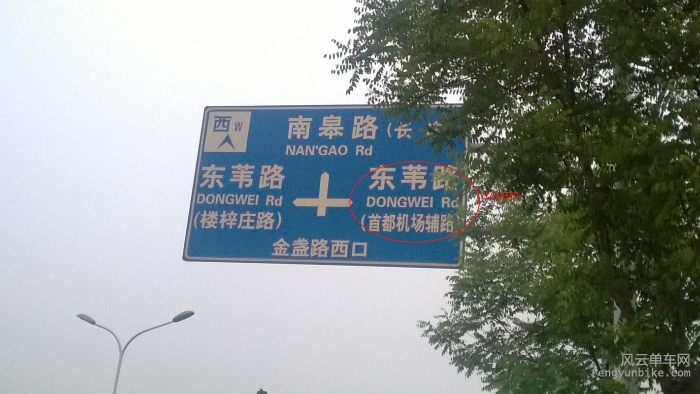 西 W
南皋路（长
NAN'GAO Rd
东苇路
DONGWEI Rd
（楼梓庄路）
东苇路
DONGWEI Rd
（首都机场辅路
金盏路西口
风云单车网
fengyunbike.com